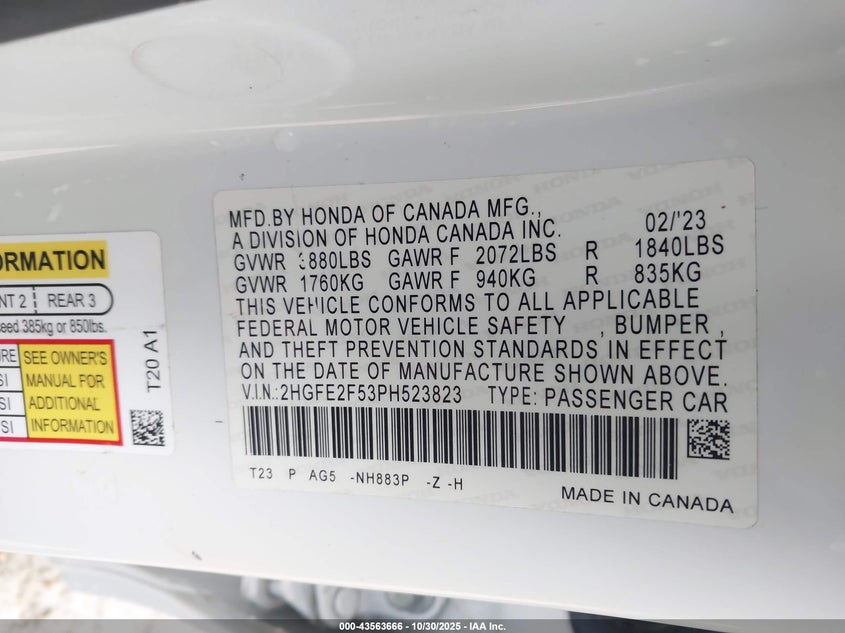 MFD.BY HONDA OF CANADA MFG.,
A DIVISION OF HONDA CANADA INC. 02/'23
GVWR 3880LBS GAWR F 2072LBS R 1840LBS
GVWR 1760KG GAWR F 940KG R 835KG
THIS VEHICLE CONFORMS TO ALL APPLICABLE
FEDERAL MOTOR VEHICLE SAFETY , BUMPER ,
AND THEFT PREVENTION STANDARDS IN EFFECT
ON THE DATE OF MANUFACTURE SHOWN ABOVE.
V.I.N.:2HGFE2F53PH523823 TYPE: PASSENGER CAR
T23 P AG5 -NH883P -Z -H
MADE IN CANADA
ORMATION
NT 2 REAR 3
eed 385kg or 850lbs.
URE SEE OWNER'S
SI MANUAL FOR
SI ADDITIONAL
SI INFORMATION
T20 A1
000-43563666 - 10/30/2025 - IAA Inc.